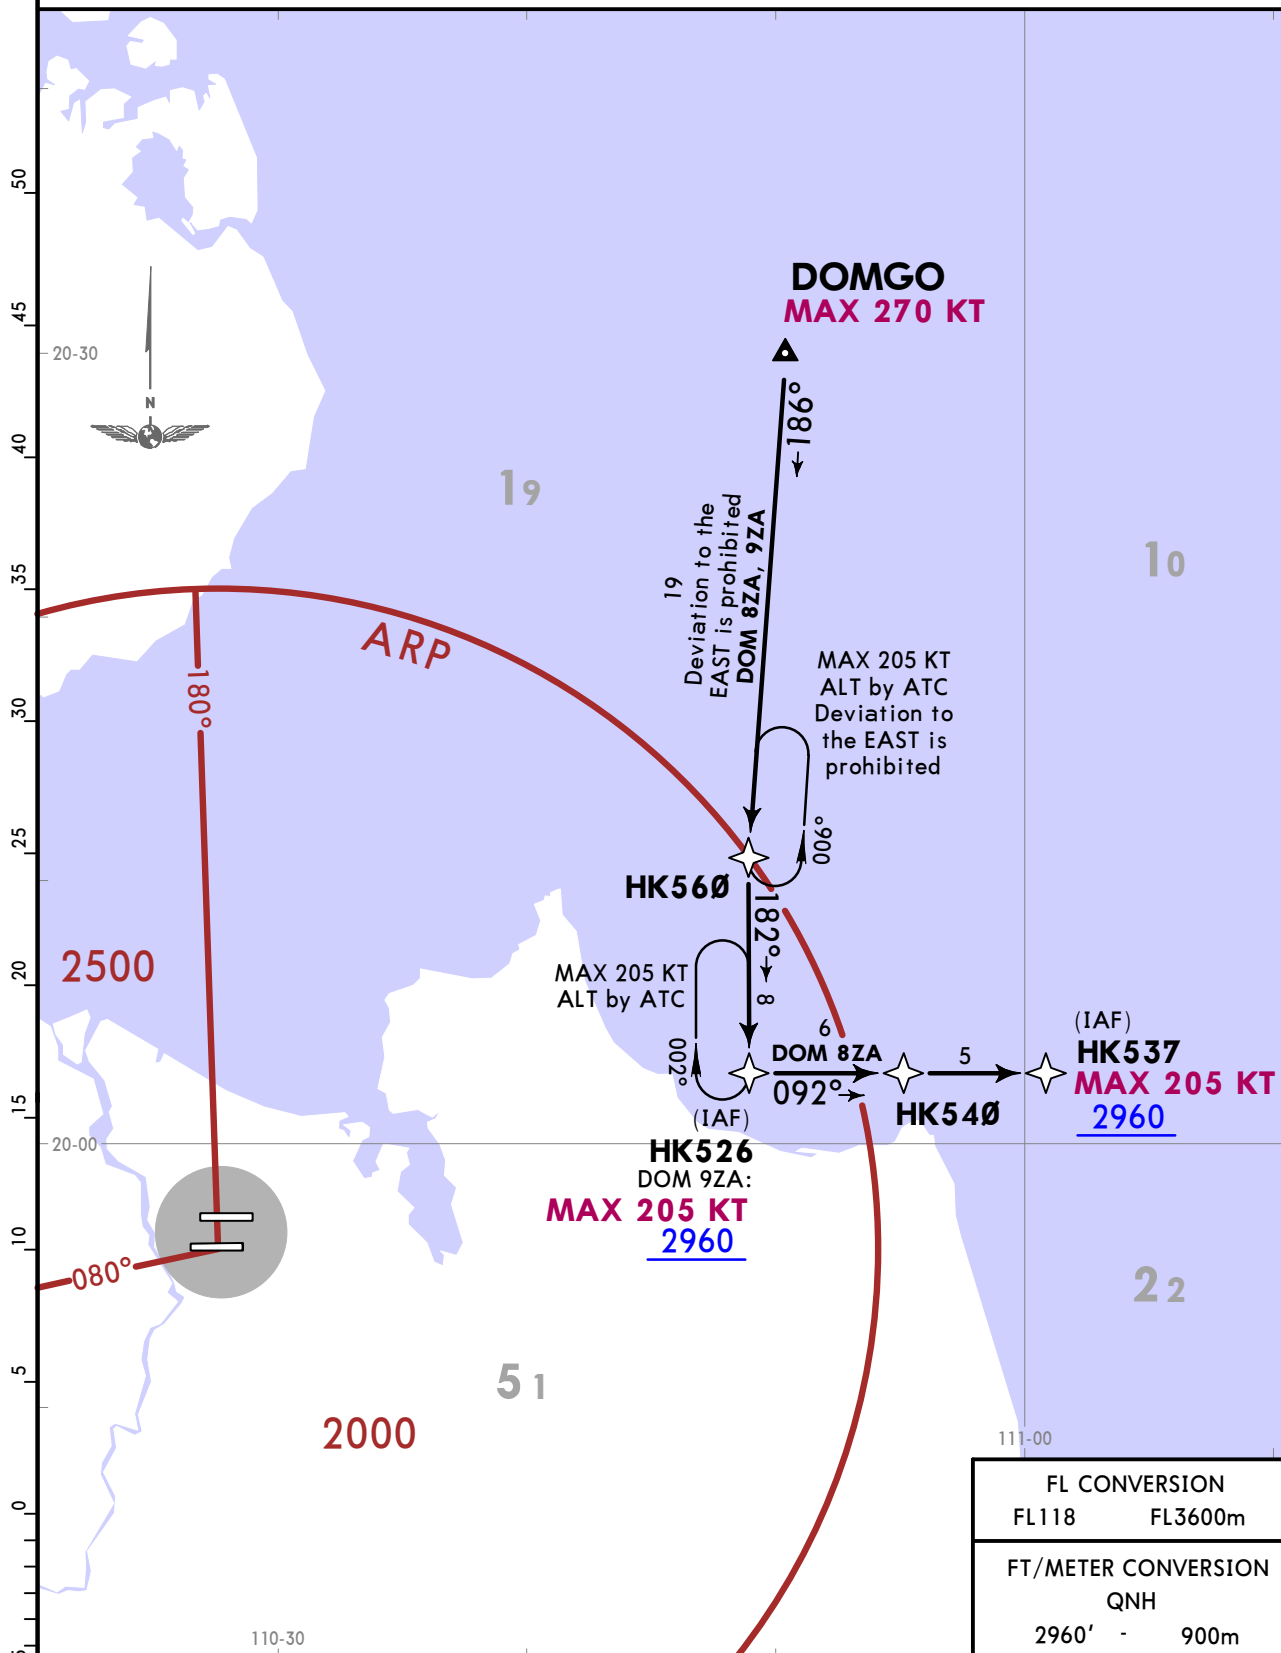 DOMGO
MAX 270 KT
50
45
20-30
N
186°
40
19
19
Deviation to the
EAST is prohibited
DOM 8ZA, 9ZA
10
35
ARP
MAX 205 KT
ALT by ATC
Deviation to
the EAST is
prohibited
180°
30
25
006°
HK56Ø
182°
2500
20
MAX 205 KT
ALT by ATC
8
002°
6
DOM 8ZA
092°
5
(IAF)
HK537
MAX 205 KT
2960
HK54Ø
15
20-00
(IAF)
HK526
DOM 9ZA:
MAX 205 KT
2960
10
080°
22
5
51
2000
111-00
0
FL CONVERSION
FL118 FL3600m
FT/METER CONVERSION
QNH
2960' - 900m
110-30
5